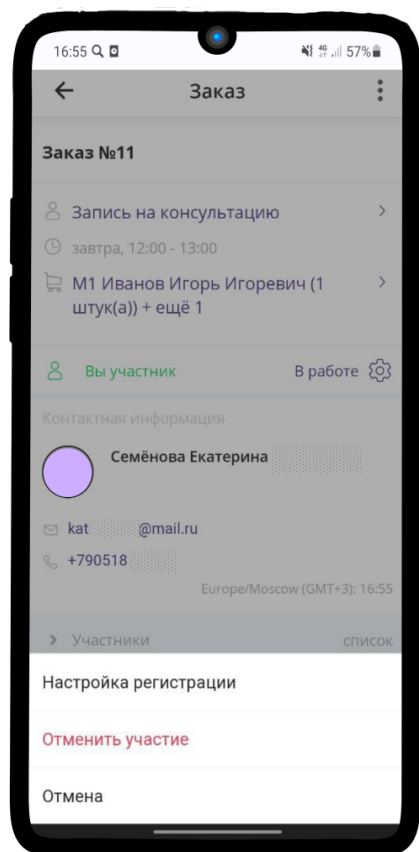 16:55
4G 57%
Заказ
Заказ №11
Запись на консультацию
завтра, 12:00 - 13:00
М1 Иванов Игорь Игоревич (1
штук(а)) + ещё 1
Вы участник В работе
Контактная информация
Семёнова Екатерина
kat @mail.ru
+790518
Europe/Moscow (GMT+3): 16:55
Участники список
Настройка регистрации
Отменить участие
Отмена